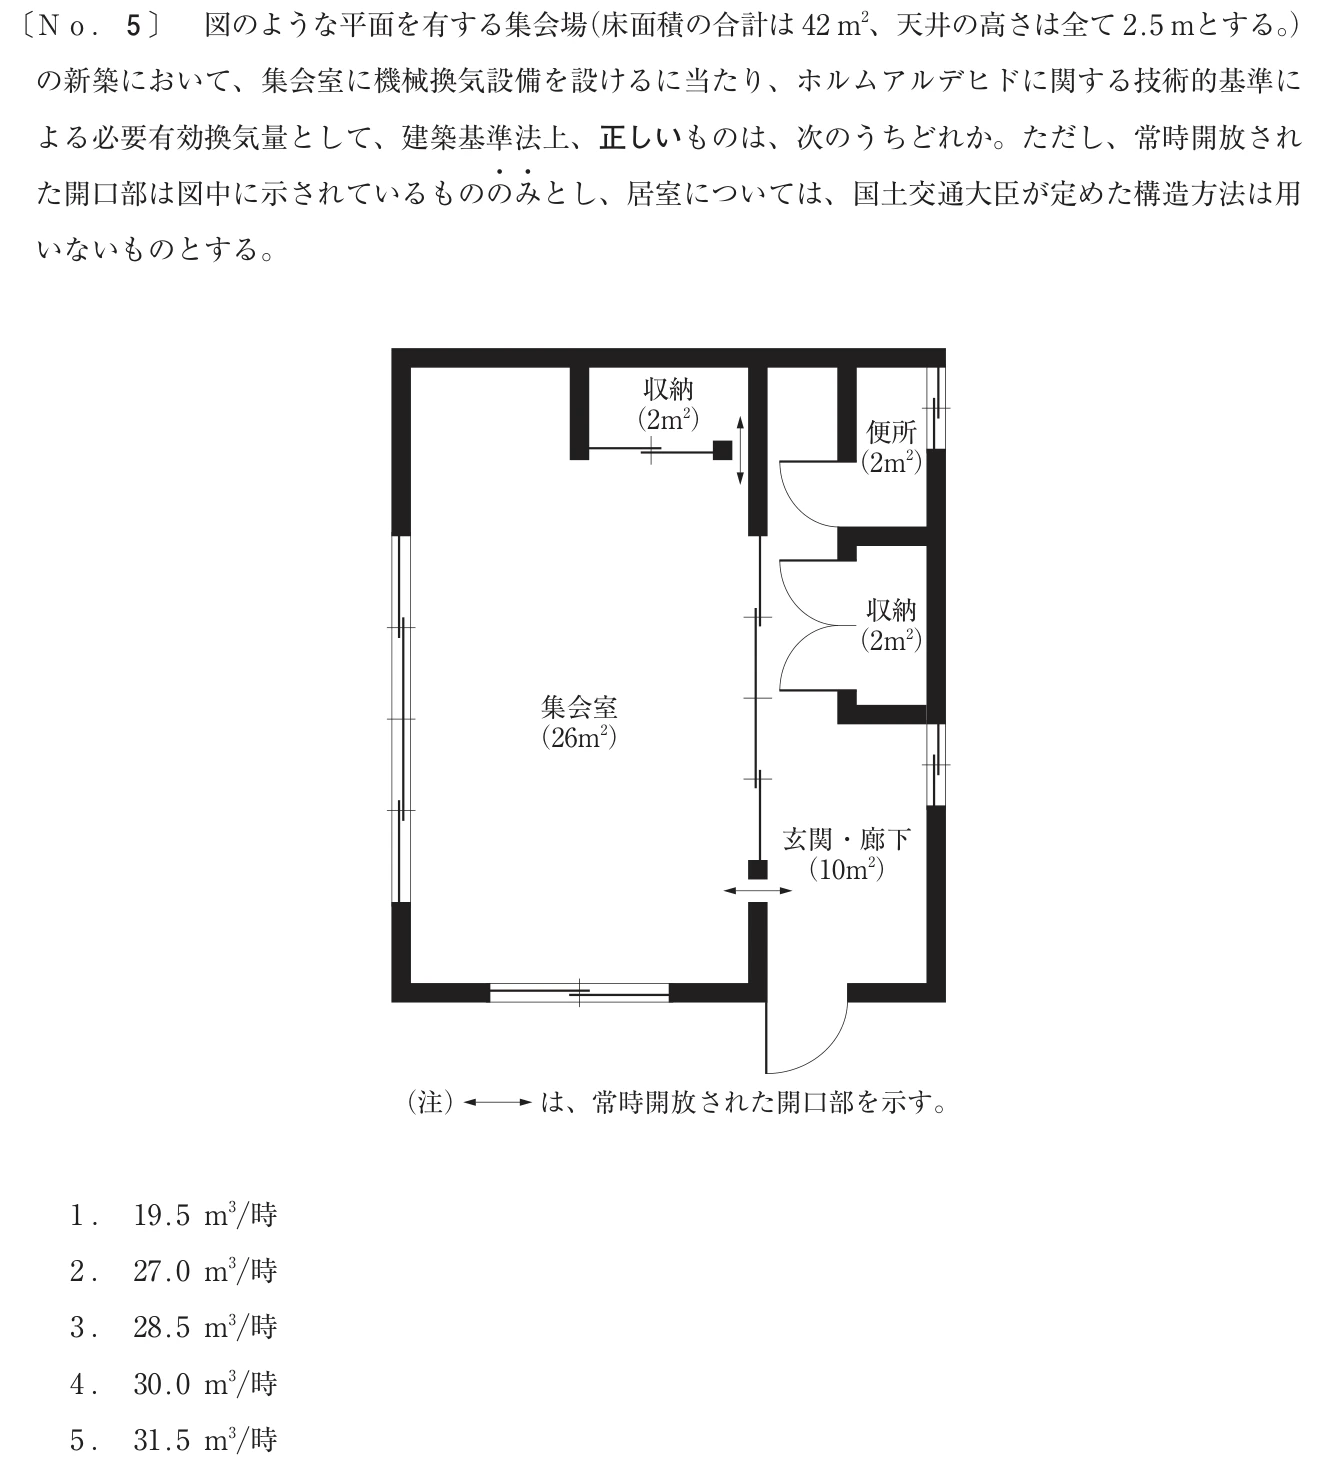 〔No. 5〕 図のような平面を有する集会場(床面積の合計は 42 m²、天井の高さは全て 2.5 mとする。)
の新築において、集会室に機械換気設備を設けるに当たり、ホルムアルデヒドに関する技術的基準に
よる必要有効換気量として、建築基準法上、正しいものは、次のうちどれか。ただし、常時開放され
た開口部は図中に示されているもののみとし、居室については、国土交通大臣が定めた構造方法は用
いないものとする。
収納
(2m²)
便所
(2m²)
収納
(2m²)
集会室
(26m²)
玄関・廊下
(10m²)
(注)⟷は、常時開放された開口部を示す。
1. 19.5 m³/時
2. 27.0 m³/時
3. 28.5 m³/時
4. 30.0 m³/時
5. 31.5 m³/時